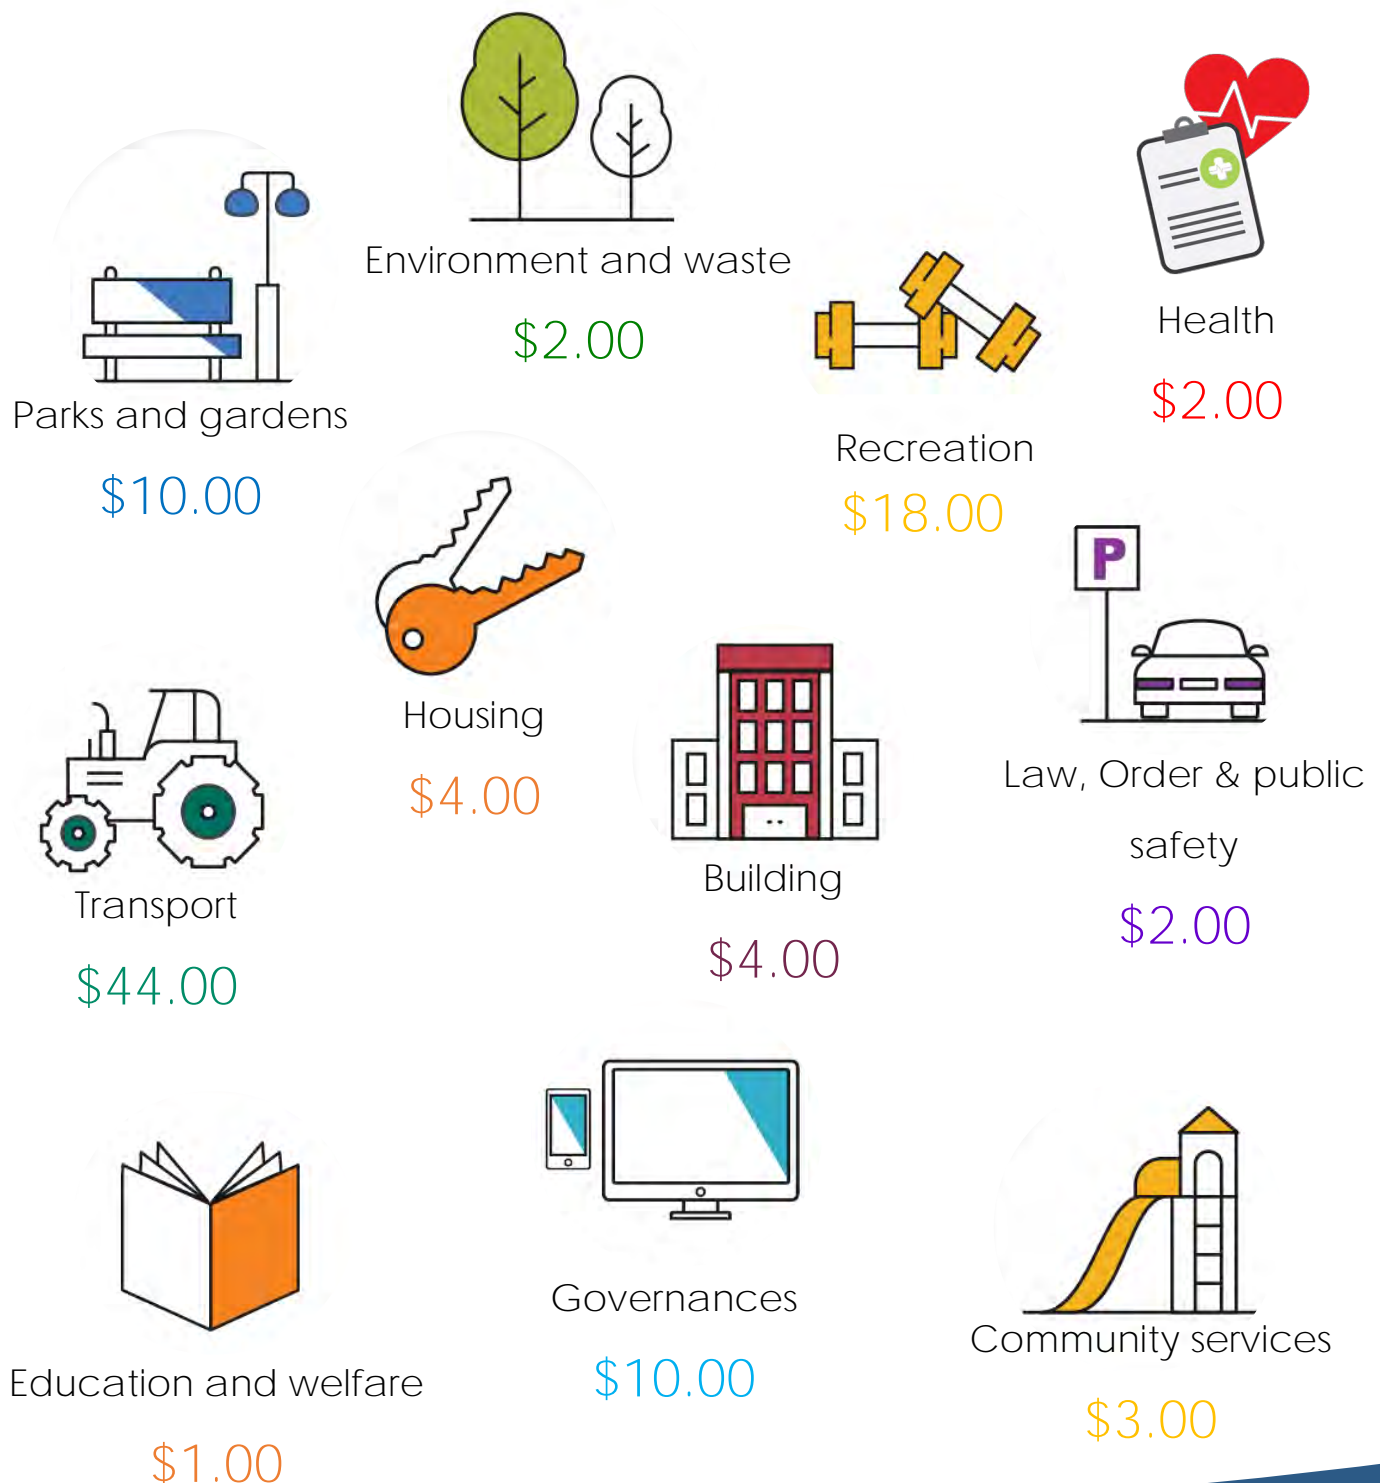 Environment and waste
$2.00
Health
$2.00
Parks and gardens
$10.00
Recreation
$18.00
P
Housing
$4.00
Law, Order & public
safety
$2.00
Building
$4.00
Transport
$44.00
Governances
$10.00
Community services
$3.00
Education and welfare
$1.00